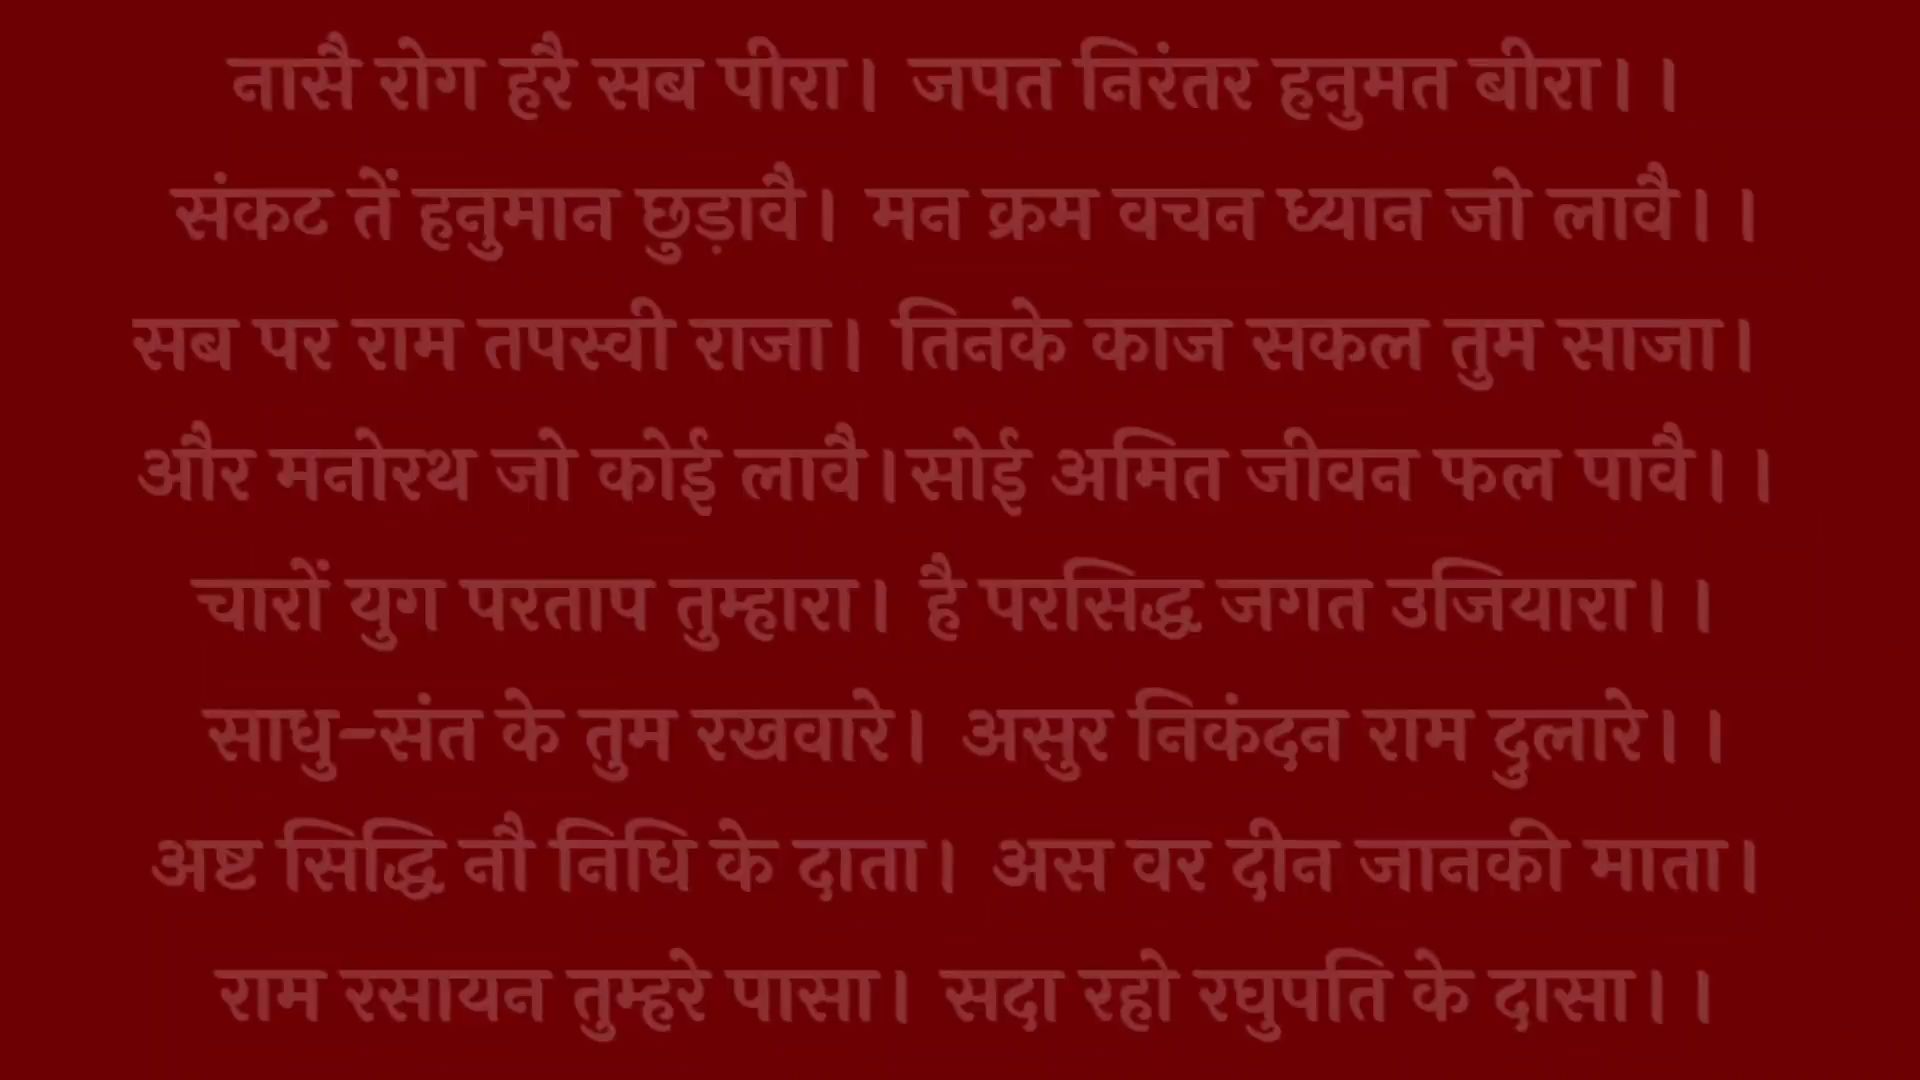 नासै रोग हरै सब पीरा। जपत निरंतर हनुमत बीरा।।
संकट तें हनुमान छुड़ावै। मन क्रम वचन ध्यान जो लावै।।
सब पर राम तपस्वी राजा। तिनके काज सकल तुम साजा।
और मनोरथ जो कोई लावै।सोई अमित जीवन फल पावै।।
चारों युग परताप तुम्हारा। है परसिद्ध जगत उजियारा।।
साधु-संत के तुम रखवारे। असुर निकंदन राम दुलारे।।
अष्ट सिद्धि नौ निधि के दाता। अस वर दीन जानकी माता।
राम रसायन तुम्हरे पासा। सदा रहो रघुपति के दासा।।